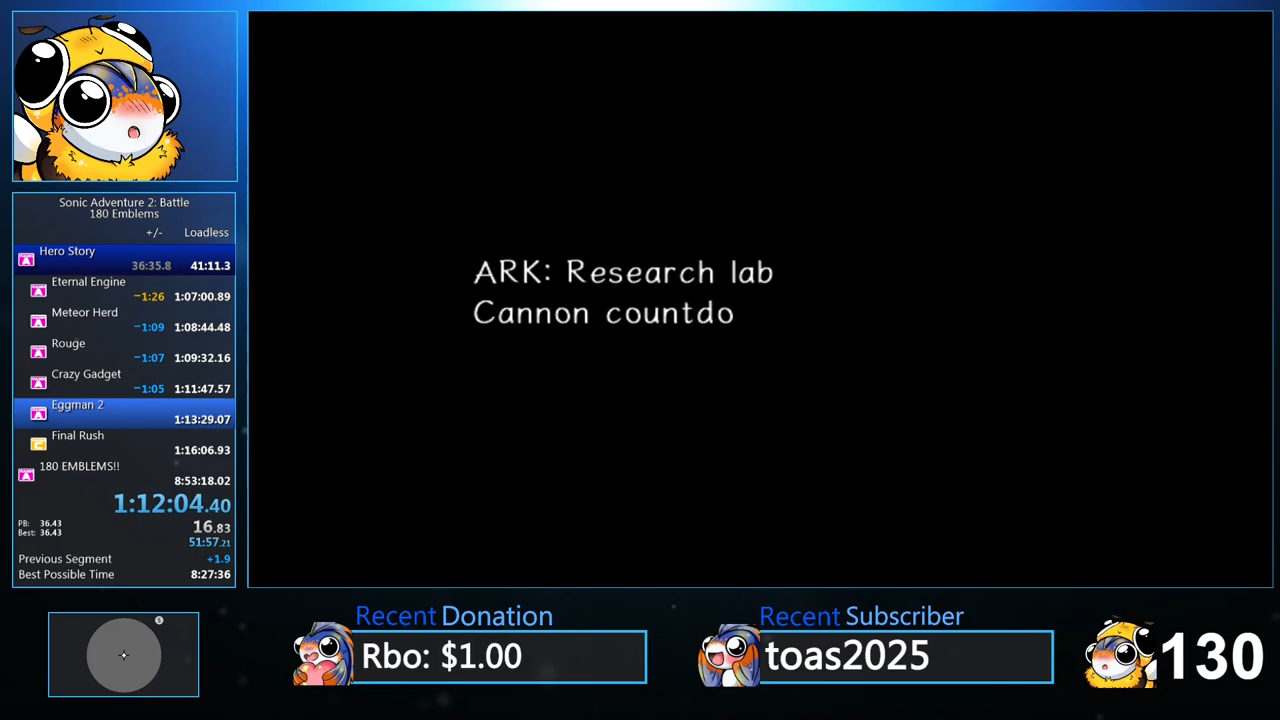 Sonic Adventure 2: Battle
180 Emblems
+/- Loadless
Hero Story
36:35.8 41:11.3
Eternal Engine
−1:26 1:07:00.89
Meteor Herd
−1:09 1:08:44.48
Rouge
−1:07 1:09:32.16
Crazy Gadget
−1:05 1:11:47.57
Eggman 2
1:13:29.07
Final Rush
1:16:06.93
180 EMBLEMS!!
8:53:18.02
1:12:04.40
PB: 36.43
Best: 36.43
16.83
51:57.21
Previous Segment +1.9
Best Possible Time 8:27:36
ARK: Research lab
Cannon countdo
S
Recent Donation
Rbo: $1.00
Recent Subscriber
toas2025
130